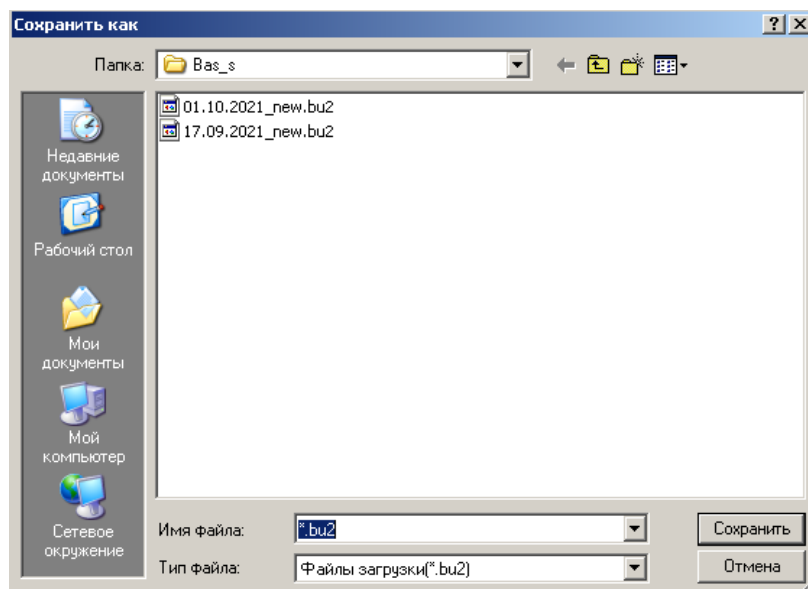 Сохранить как
Папка: Bas_s
01.10.2021_new.bu2
17.09.2021_new.bu2
Недавние
документы
Рабочий стол
Мои
документы
Мой
компьютер
Сетевое
окружение
Имя файла: *.bu2 Сохранить
Тип файла: Файлы загрузки(*.bu2) Отмена